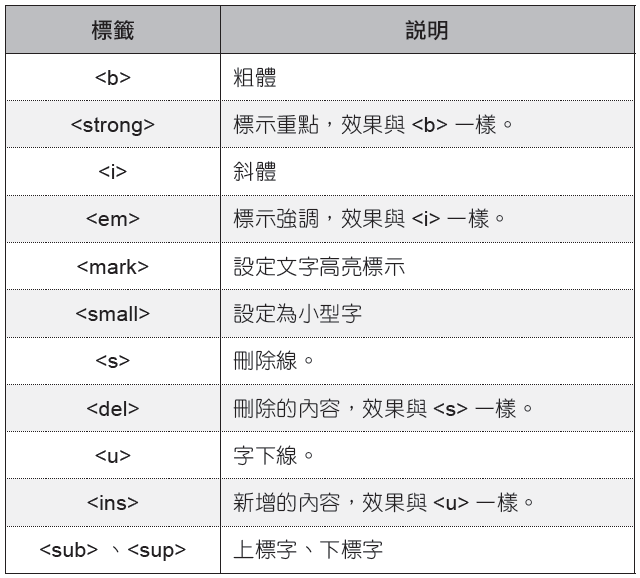 標籤 說明
<b> 粗體
<strong> 標示重點，效果與 <b> 一樣。
<i> 斜體
<em> 標示強調，效果與 <i> 一樣。
<mark> 設定文字高亮標示
<small> 設定為小型字
<s> 刪除線。
<del> 刪除的內容，效果與 <s> 一樣。
<u> 字下線。
<ins> 新增的內容，效果與 <u> 一樣。
<sub> 、<sup> 上標字、下標字